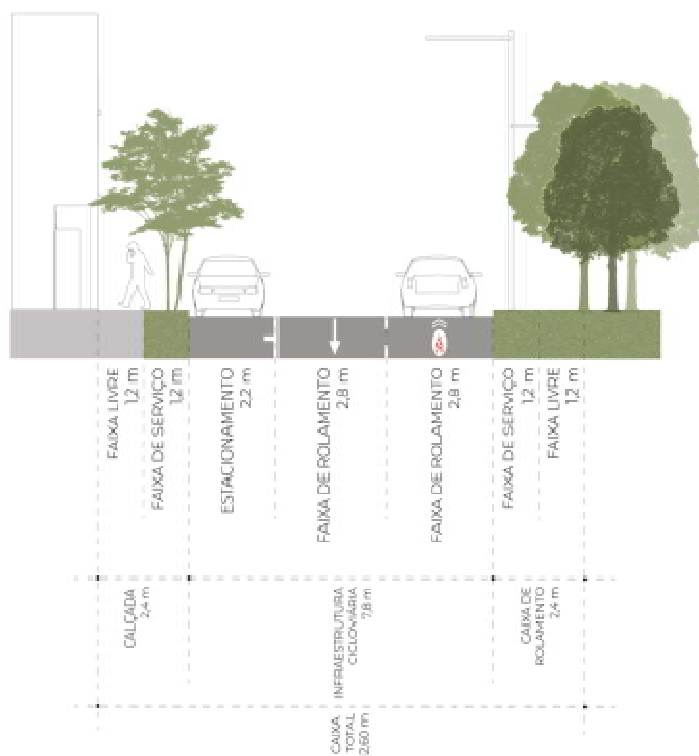 FAIXA LIVRE
1,2 m
FAIXA DE SERVIÇO
1,2 m
ESTACIONAMENTO
2,2 m
FAIXA DE ROLAMENTO
2,8 m
FAIXA DE ROLAMENTO
2,8 m
FAIXA DE SERVIÇO
1,2 m
FAIXA LIVRE
1,2 m
CALÇADA
2,4 m
INFRAESTRUTURA
CICLOVIÁRIA
7,8 m
CAIXA DE
ROLAMENTO
2,4 m
CAIXA
TOTAL
2,60 m